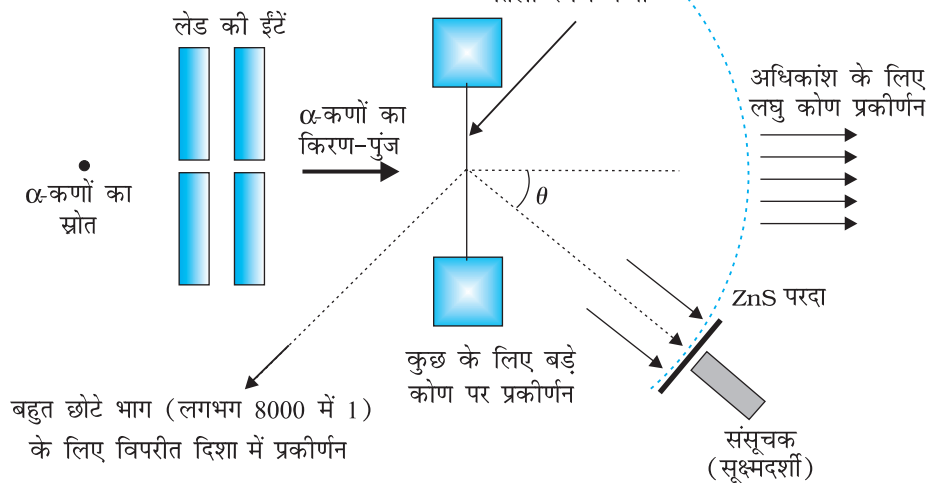 लेड की ईंटें
α-कणों का
किरण-पुंज
α-कणों का
स्रोत
अधिकांश के लिए
लघु कोण प्रकीर्णन
θ
ZnS परदा
कुछ के लिए बड़े
कोण पर प्रकीर्णन
बहुत छोटे भाग (लगभग 8000 में 1)
के लिए विपरीत दिशा में प्रकीर्णन
संसूचक
(सूक्ष्मदर्शी)